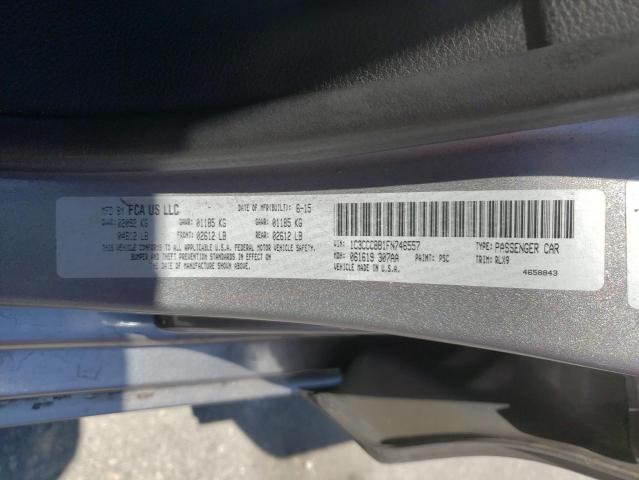 MFD BY FCA US LLC DATE OF MFR(BUILT): 6-15
GVWR: 02092 KG GAWR: 01185 KG GAWR: 01185 KG
04612 LB FRONT: 02612 LB REAR: 02612 LB
THIS VEHICLE CONFORMS TO ALL APPLICABLE U.S.A. FEDERAL MOTOR VEHICLE SAFETY,
BUMPER AND THEFT PREVENTION STANDARDS IN EFFECT ON
THE DATE OF MANUFACTURE SHOWN ABOVE.
VIN: 1C3CCCBB1FN746557 TYPE: PASSENGER CAR
MDH: 061619 307AA PAINT: PSC TRIM: RLX9
VEHICLE MADE IN U.S.A. 4658843